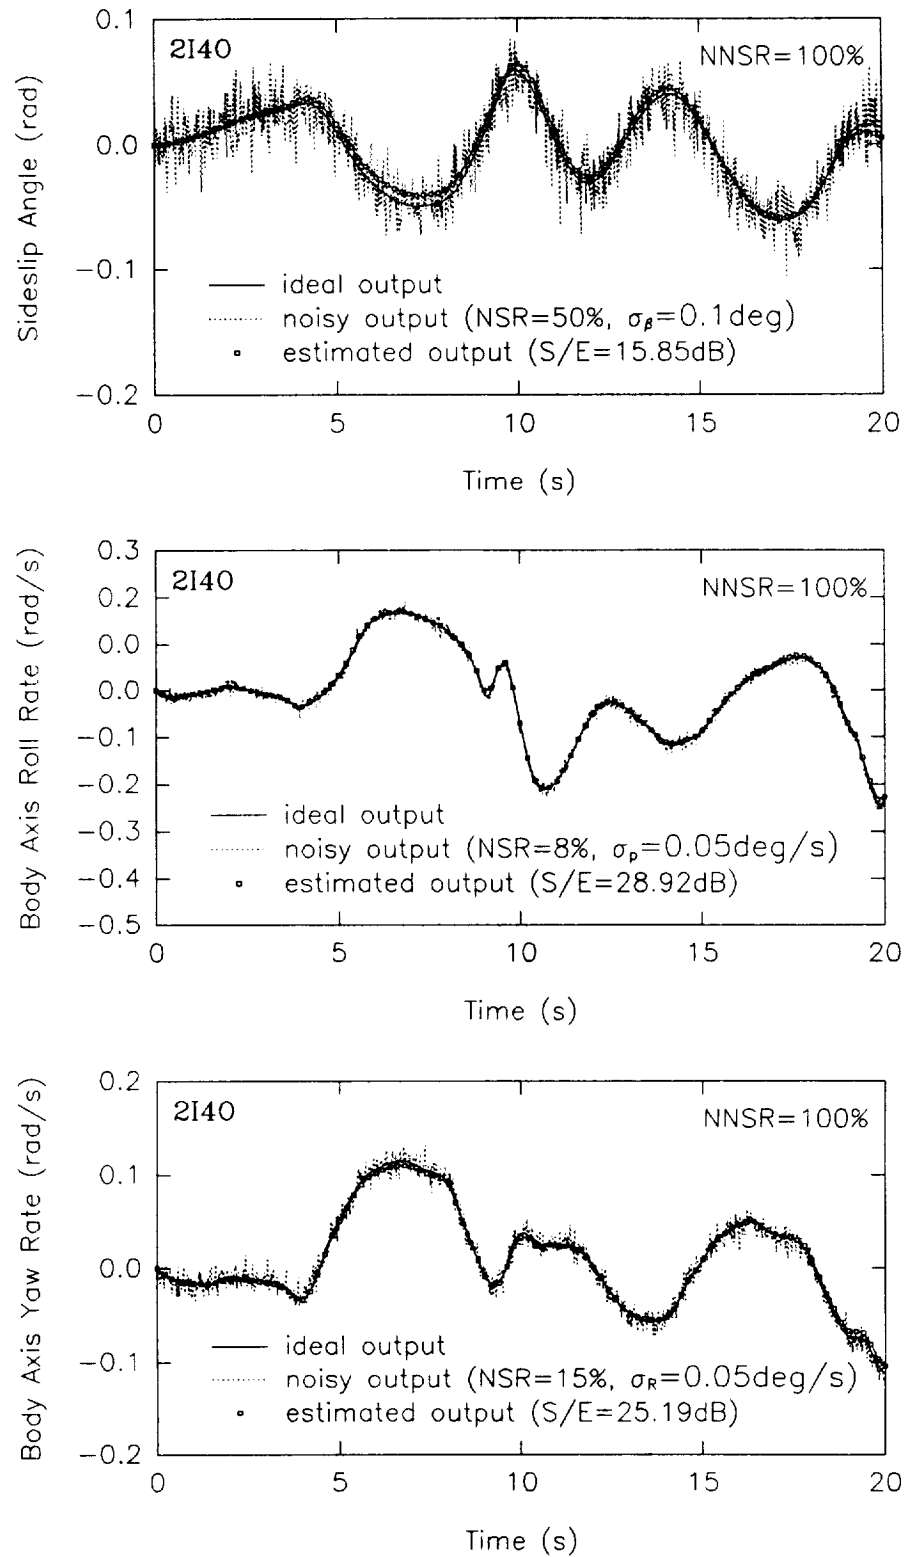 0.1
2I40
NNSR=100%
0.0
−0.1
ideal output
noisy output (NSR=50%, σβ=0.1deg)
estimated output (S/E=15.85dB)
−0.2
0 5 10 15 20
Sideslip Angle (rad)
Time (s)
0.3
2I40
NNSR=100%
0.2
0.0
0.0
−0.1
−0.2
ideal output
−0.3
noisy output (NSR=8%, σp=0.05deg/s)
−0.4
estimated output (S/E=28.92dB)
−0.5
0 5 10 15 20
Body Axis Roll Rate (rad/s)
Time (s)
0.2
2I40
NNSR=100%
0.1
0.0
ideal output
−0.1
noisy output (NSR=15%, σR=0.05deg/s)
estimated output (S/E=25.19dB)
−0.2
0 5 10 15 20
Body Axis Yaw Rate (rad/s)
Time (s)